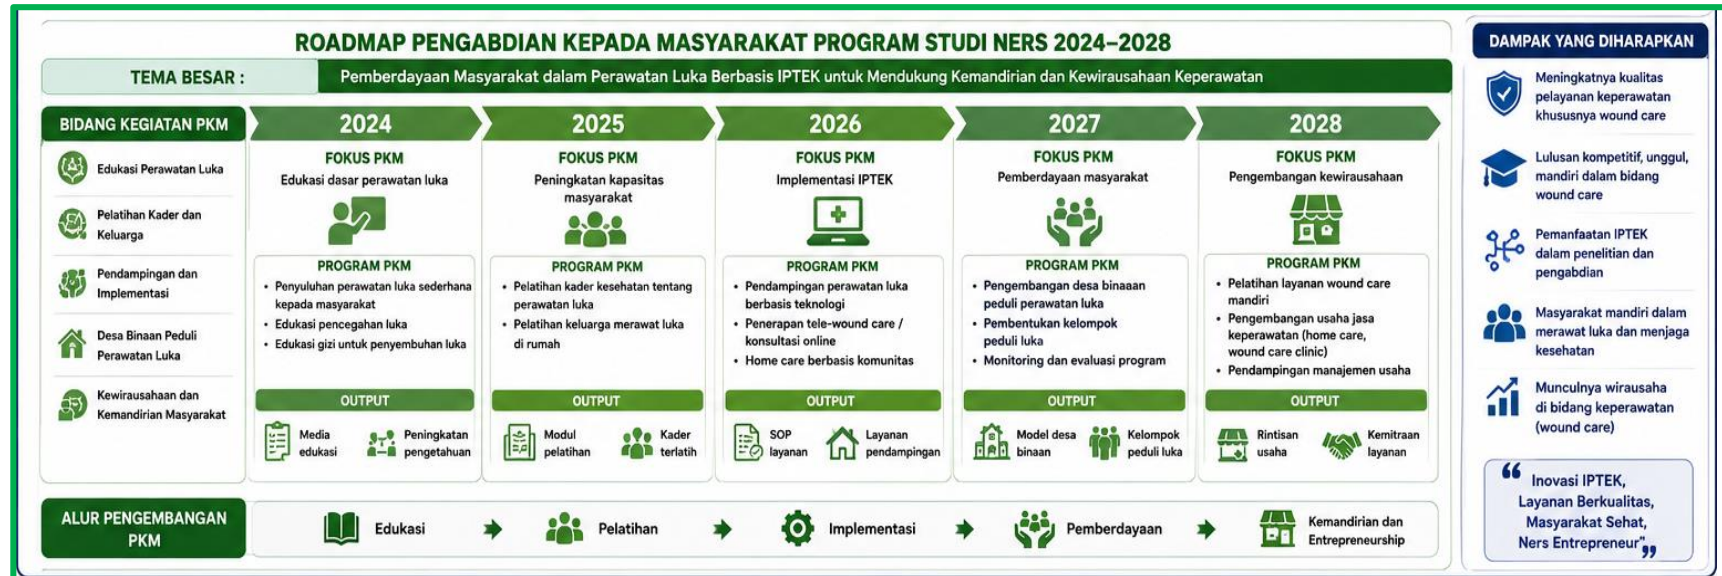 ROADMAP PENGABDIAN KEPADA MASYARAKAT PROGRAM STUDI NERS 2024–2028
TEMA BESAR :
Pemberdayaan Masyarakat dalam Perawatan Luka Berbasis IPTEK untuk Mendukung Kemandirian dan Kewirausahaan Keperawatan
BIDANG KEGIATAN PKM
Edukasi Perawatan Luka
Pelatihan Kader dan
Keluarga
Pendampingan dan
Implementasi
Desa Binaan Peduli
Perawatan Luka
Kewirausahaan dan
Kemandirian Masyarakat
2024
FOKUS PKM
Edukasi dasar perawatan luka
PROGRAM PKM
• Penyuluhan perawatan luka sederhana
kepada masyarakat
• Edukasi pencegahan luka
• Edukasi gizi untuk penyembuhan luka
OUTPUT
Media
edukasi
Peningkatan
pengetahuan
2025
FOKUS PKM
Peningkatan kapasitas
masyarakat
PROGRAM PKM
• Pelatihan kader kesehatan tentang
perawatan luka
• Pelatihan keluarga merawat luka
di rumah
OUTPUT
Modul
pelatihan
Kader
terlatih
2026
FOKUS PKM
Implementasi IPTEK
PROGRAM PKM
• Pendampingan perawatan luka
berbasis teknologi
• Penerapan tele-wound care /
konsultasi online
• Home care berbasis komunitas
OUTPUT
SOP
layanan
Layanan
pendampingan
2027
FOKUS PKM
Pemberdayaan masyarakat
PROGRAM PKM
• Pengembangan desa binaaan
peduli perawatan luka
• Pembentukan kelompok
peduli luka
• Monitoring dan evaluasi program
OUTPUT
Model desa
binaan
Kelompok
peduli luka
2028
FOKUS PKM
Pengembangan kewirausahaan
PROGRAM PKM
• Pelatihan layanan wound care
mandiri
• Pengembangan usaha jasa
keperawatan (home care,
wound care clinic)
• Pendampingan manajemen usaha
OUTPUT
Rintisan
usaha
Kemitraan
layanan
ALUR PENGEMBANGAN
PKM
Edukasi
Pelatihan
Implementasi
Pemberdayaan
Kemandirian dan
Entrepreneurship
DAMPAK YANG DIHARAPKAN
Meningkatnya kualitas
pelayanan keperawatan
khususnya wound care
Lulusan kompetitif, unggul,
mandiri dalam bidang
wound care
Pemanfaatan IPTEK
dalam penelitian dan
pengabdian
Masyarakat mandiri dalam
merawat luka dan menjaga
kesehatan
Munculnya wirausaha
di bidang keperawatan
(wound care)
“ Inovasi IPTEK,
Layanan Berkualitas,
Masyarakat Sehat,
Ners Entrepreneur” „